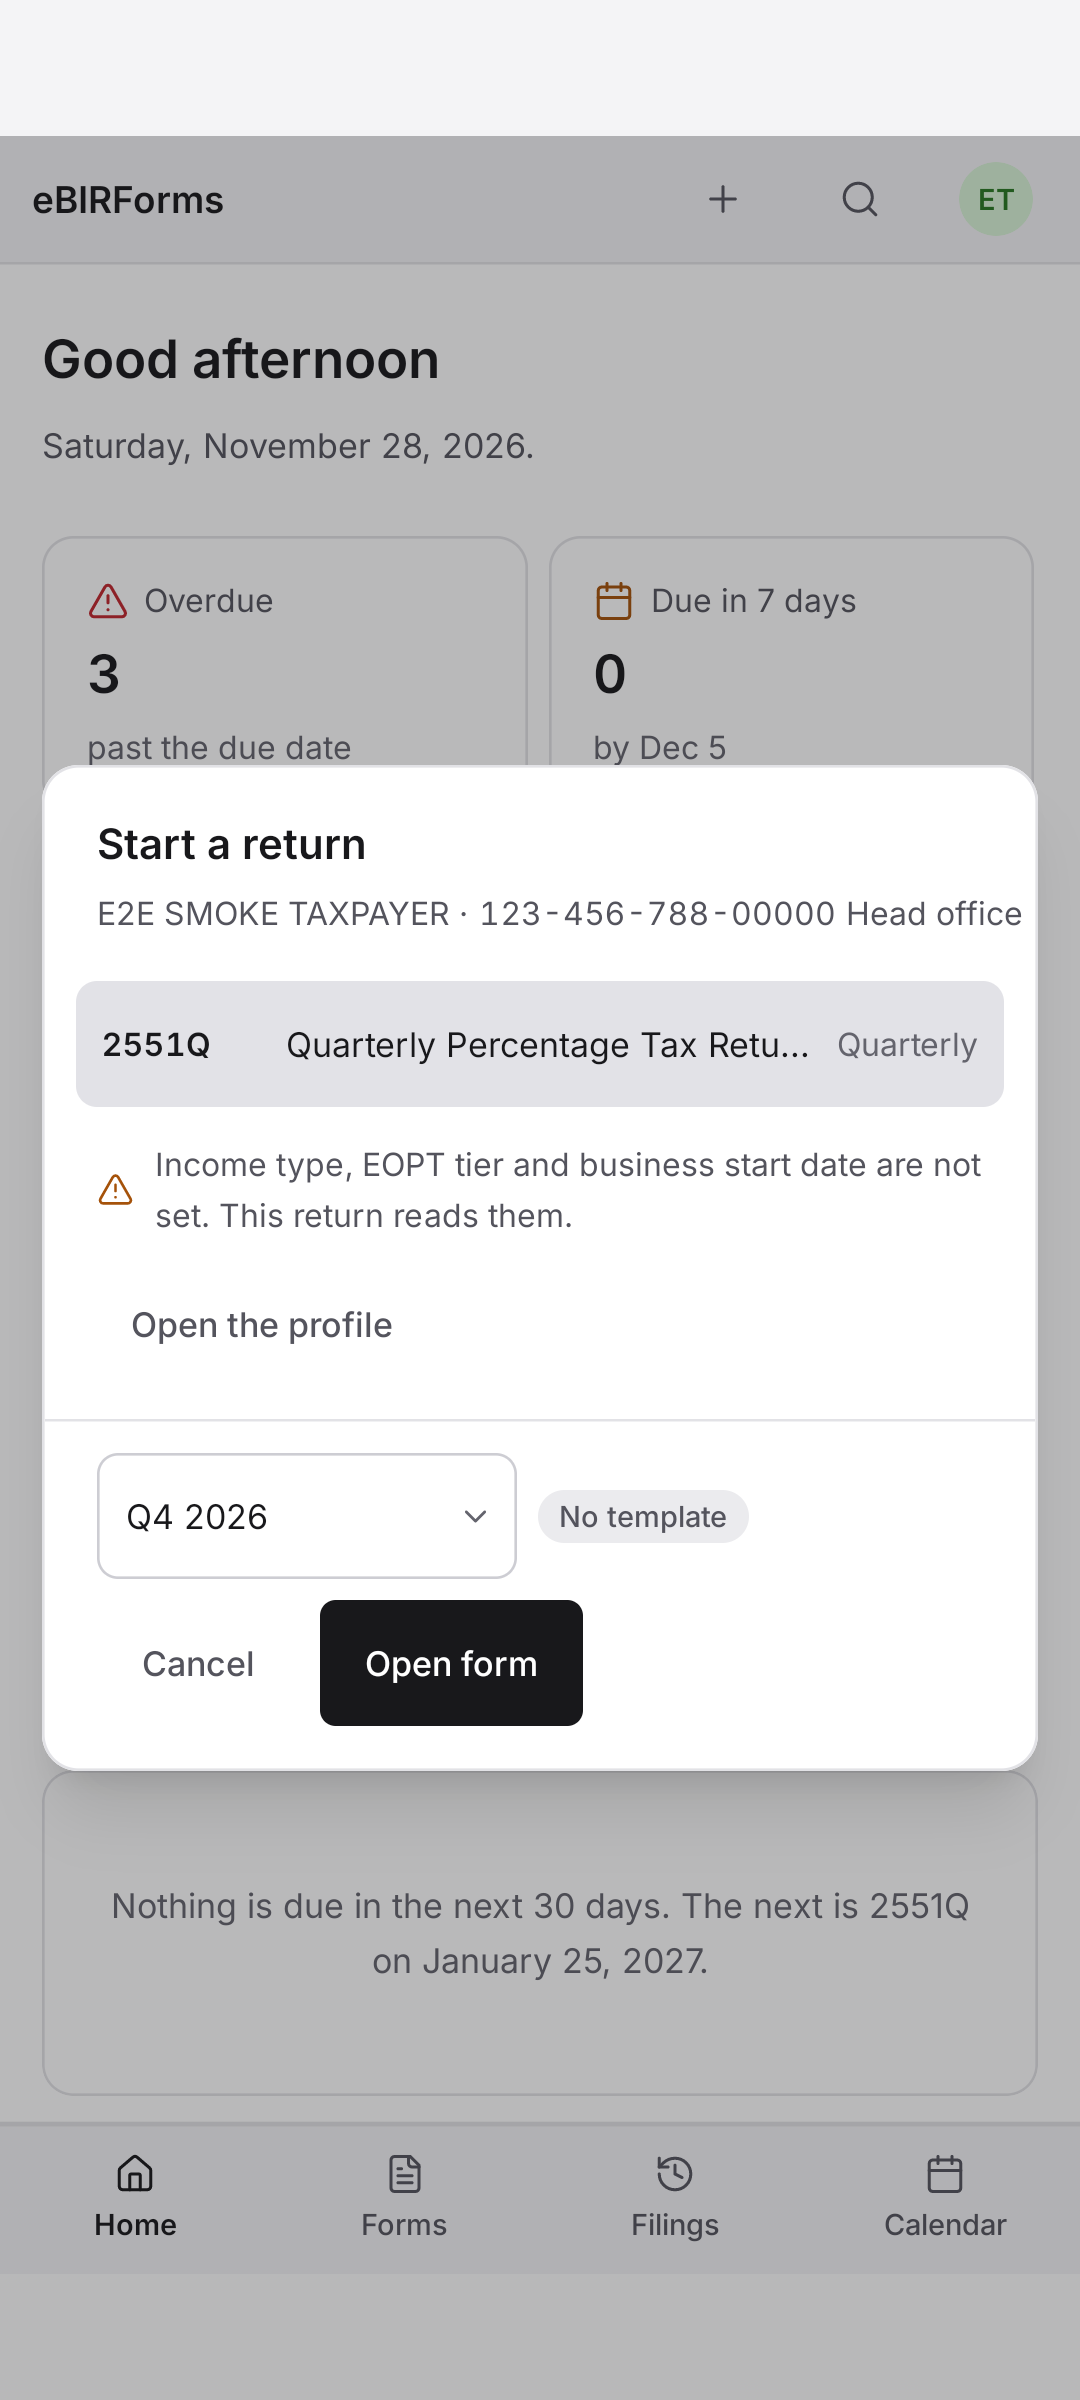 eBIRForms
ET
Good afternoon
Saturday, November 28, 2026.
Overdue
3
past the due date
Due in 7 days
0
by Dec 5
Start a return
E2E SMOKE TAXPAYER · 123-456-788-00000 Head office
2551Q Quarterly Percentage Tax Retu... Quarterly
Income type, EOPT tier and business start date are not
set. This return reads them.
Open the profile
Q4 2026
No template
Cancel
Open form
Nothing is due in the next 30 days. The next is 2551Q
on January 25, 2027.
Home
Forms
Filings
Calendar